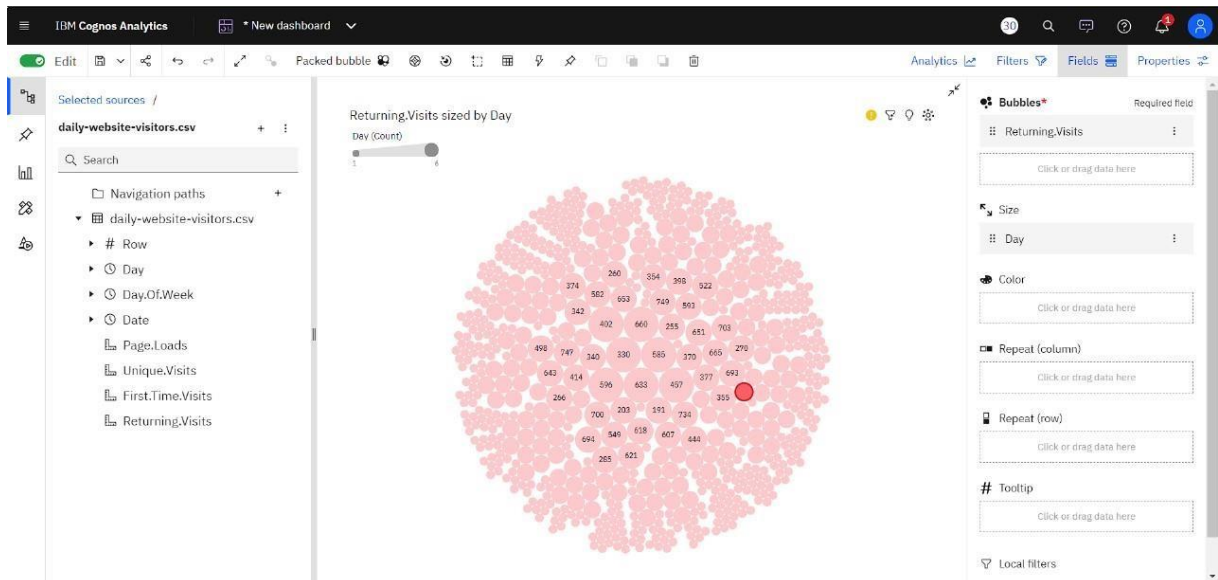 IBM Cognos Analytics
* New dashboard
30
1
Edit
Packed bubble
Analytics
Filters
Fields
Properties
Selected sources /
daily-website-visitors.csv
Search
Navigation paths
daily-website-visitors.csv
# Row
Day
Day.Of.Week
Date
Page.Loads
Unique.Visits
First.Time.Visits
Returning.Visits
Returning.Visits sized by Day
Day (Count)
1 6
260 354 398 522
374 582 653 749 593
342
402 660 255 651 703
498 747 340 330 585 370 665 278
643 414 596 633 457 377 693
266 355
700 203 191 734
694 549 618 607 444
285 621
Bubbles* Required field
Returning.Visits
Click or drag data here
Size
Day
Color
Click or drag data here
Repeat (column)
Click or drag data here
Repeat (row)
Click or drag data here
# Tooltip
Click or drag data here
Local filters